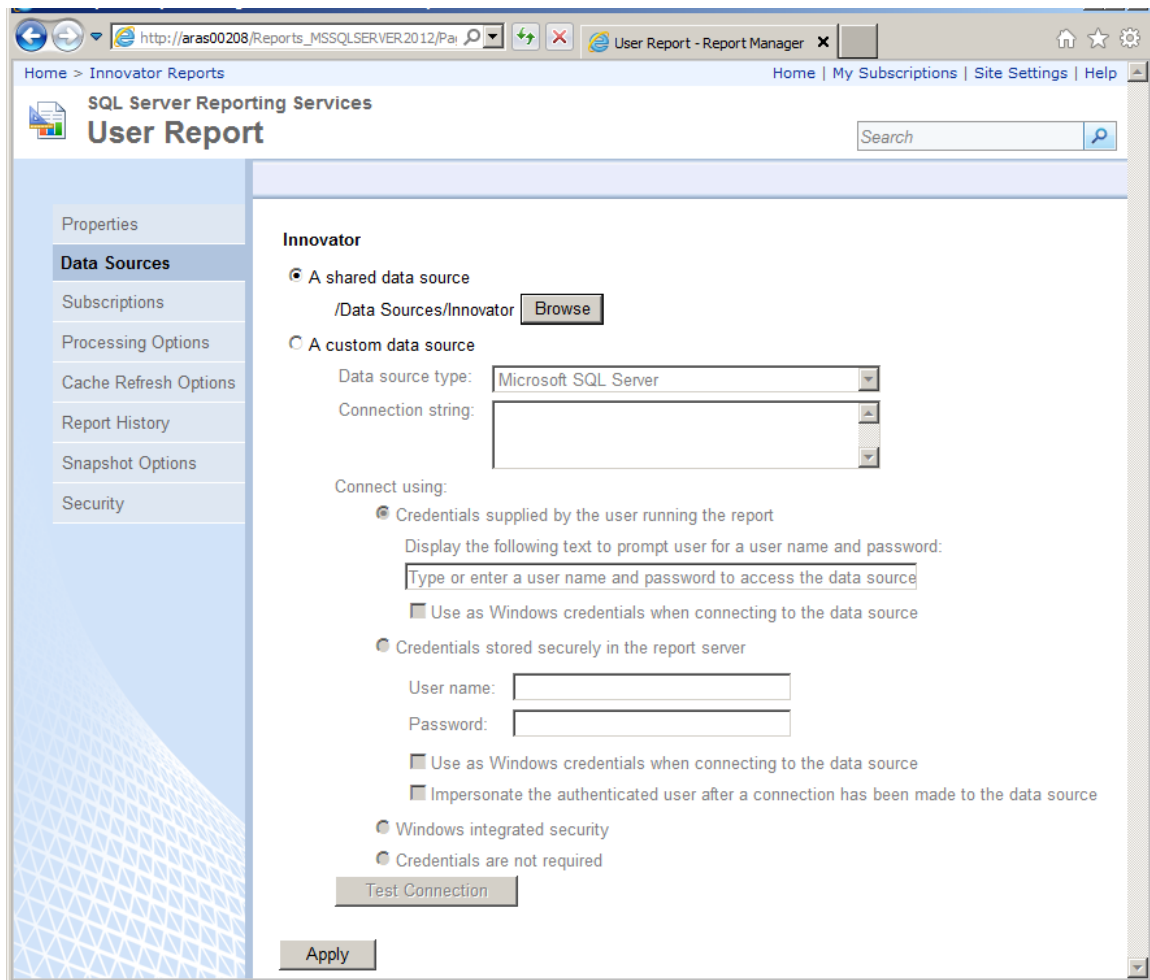 http://aras00208/Reports_MSSQLSERVER2012/Pa
User Report - Report Manager
Home > Innovator Reports
Home | My Subscriptions | Site Settings | Help
SQL Server Reporting Services
User Report
Search
Properties
Data Sources
Subscriptions
Processing Options
Cache Refresh Options
Report History
Snapshot Options
Security
Innovator
A shared data source
/Data Sources/Innovator Browse
A custom data source
Data source type: Microsoft SQL Server
Connection string:
Connect using:
Credentials supplied by the user running the report
Display the following text to prompt user for a user name and password:
Type or enter a user name and password to access the data source
Use as Windows credentials when connecting to the data source
Credentials stored securely in the report server
User name:
Password:
Use as Windows credentials when connecting to the data source
Impersonate the authenticated user after a connection has been made to the data source
Windows integrated security
Credentials are not required
Test Connection
Apply